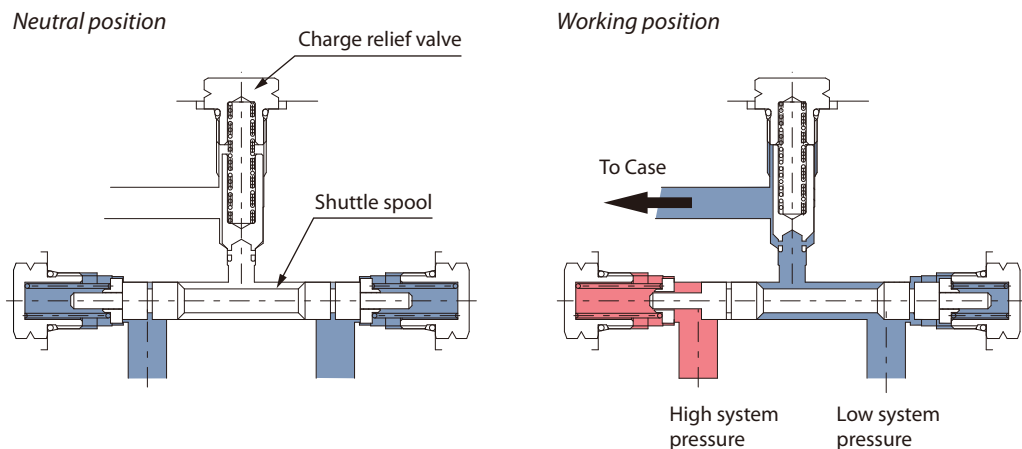 Neutral position
Working position
Charge relief valve
To Case
Shuttle spool
High system
pressure
Low system
pressure